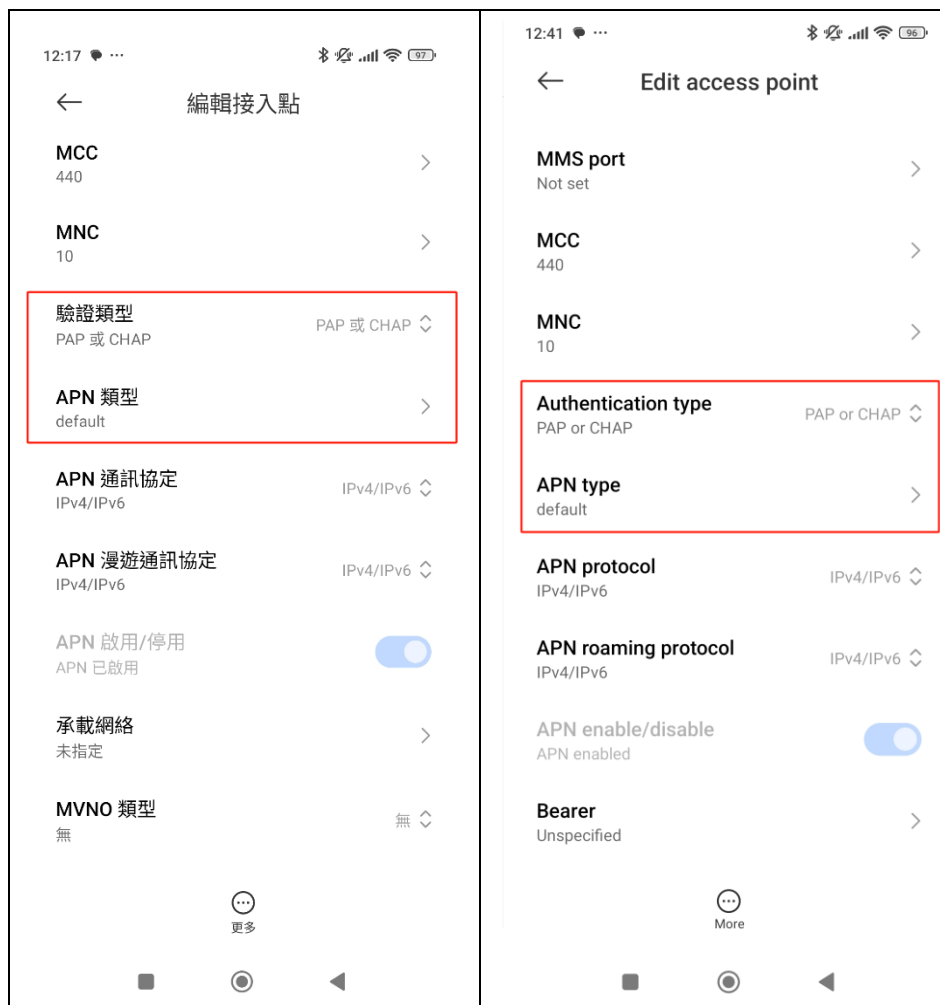 12:17
97
編輯接入點
MCC
440
MNC
10
驗證類型
PAP 或 CHAP
PAP 或 CHAP
APN 類型
default
APN 通訊協定
IPv4/IPv6
IPv4/IPv6
APN 漫遊通訊協定
IPv4/IPv6
IPv4/IPv6
APN 啟用/停用
APN 已啟用
承載網絡
未指定
MVNO 類型
無
無
更多
12:41
96
Edit access point
MMS port
Not set
MCC
440
MNC
10
Authentication type
PAP or CHAP
PAP or CHAP
APN type
default
APN protocol
IPv4/IPv6
IPv4/IPv6
APN roaming protocol
IPv4/IPv6
IPv4/IPv6
APN enable/disable
APN enabled
Bearer
Unspecified
More